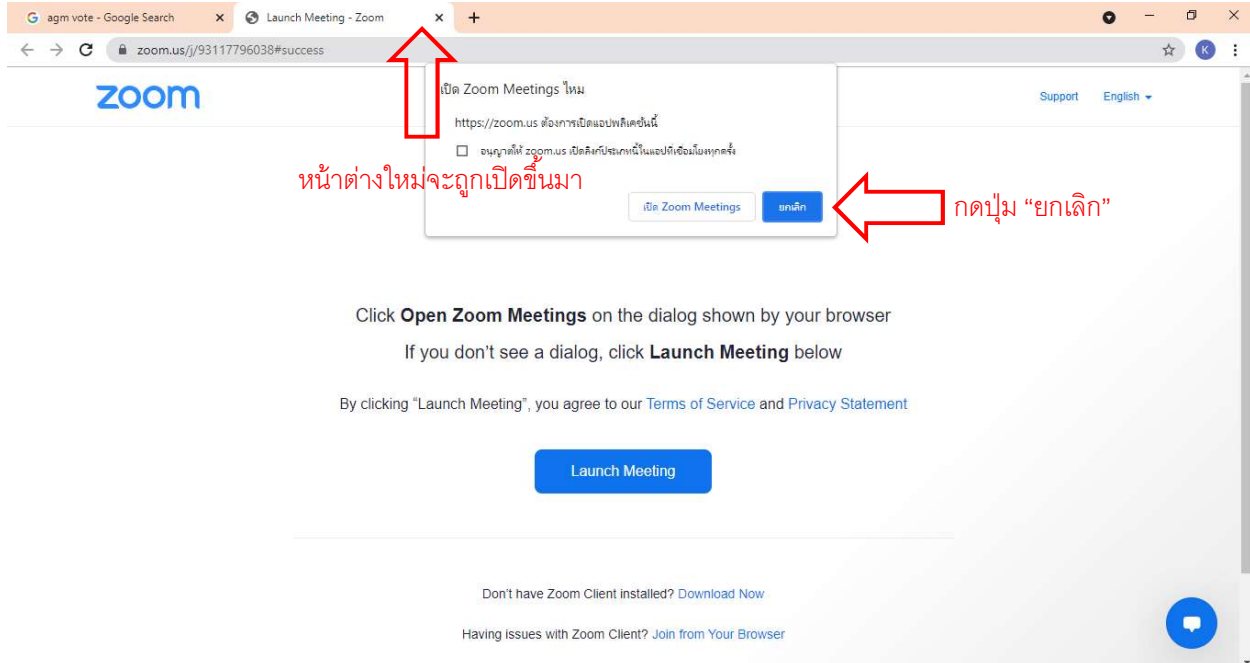 agm vote - Google Search
Launch Meeting - Zoom
zoom.us/j/93117796038#success
K
zoom
Support English
เปิด Zoom Meetings ไหม
https://zoom.us ต้องการเปิดแอปพลิเคชันนี้
อนุญาตให้ zoom.us เปิดลิงก์ประเภทนี้ในแอปที่เชื่อมโยงทุกครั้ง
หน้าต่างใหม่จะถูกเปิดขึ้นมา
เปิด Zoom Meetings ยกเลิก
กดปุ่ม “ยกเลิก”
Click Open Zoom Meetings on the dialog shown by your browser
If you don’t see a dialog, click Launch Meeting below
By clicking “Launch Meeting”, you agree to our Terms of Service and Privacy Statement
Launch Meeting
Don’t have Zoom Client installed? Download Now
Having issues with Zoom Client? Join from Your Browser